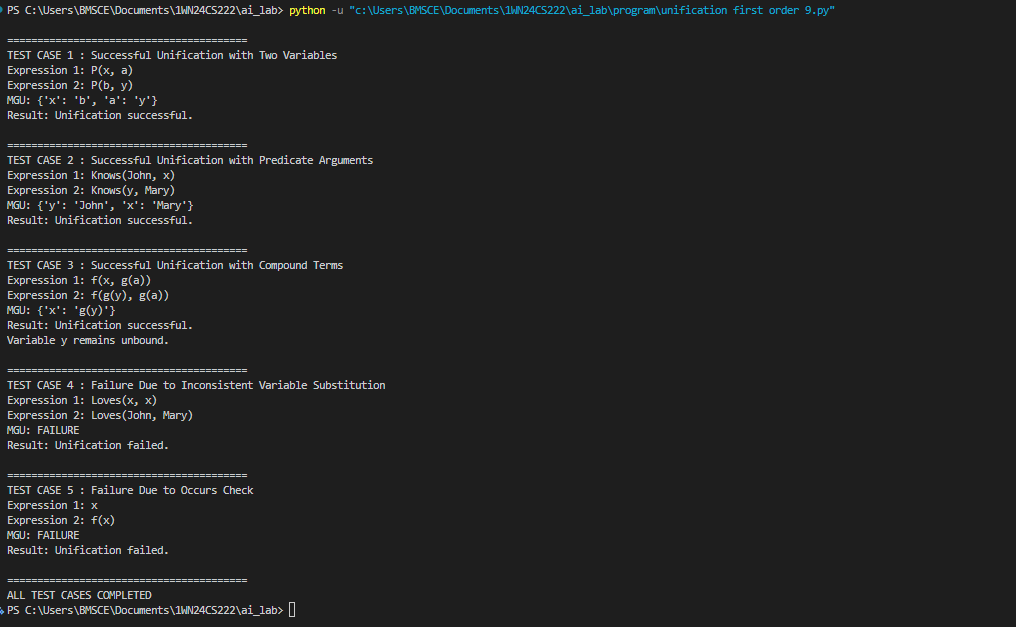 PS C:\Users\BMSCE\Documents\1WN24CS222\ai_lab> python -u "c:\Users\BMSCE\Documents\1WN24CS222\ai_lab\program\unification first order 9.py"
========================================
TEST CASE 1 : Successful Unification with Two Variables
Expression 1: P(x, a)
Expression 2: P(b, y)
MGU: {'x': 'b', 'a': 'y'}
Result: Unification successful.
========================================
TEST CASE 2 : Successful Unification with Predicate Arguments
Expression 1: Knows(John, x)
Expression 2: Knows(y, Mary)
MGU: {'y': 'John', 'x': 'Mary'}
Result: Unification successful.
========================================
TEST CASE 3 : Successful Unification with Compound Terms
Expression 1: f(x, g(a))
Expression 2: f(g(y), g(a))
MGU: {'x': 'g(y)'}
Result: Unification successful.
Variable y remains unbound.
========================================
TEST CASE 4 : Failure Due to Inconsistent Variable Substitution
Expression 1: Loves(x, x)
Expression 2: Loves(John, Mary)
MGU: FAILURE
Result: Unification failed.
========================================
TEST CASE 5 : Failure Due to Occurs Check
Expression 1: x
Expression 2: f(x)
MGU: FAILURE
Result: Unification failed.
========================================
ALL TEST CASES COMPLETED
PS C:\Users\BMSCE\Documents\1WN24CS222\ai_lab>